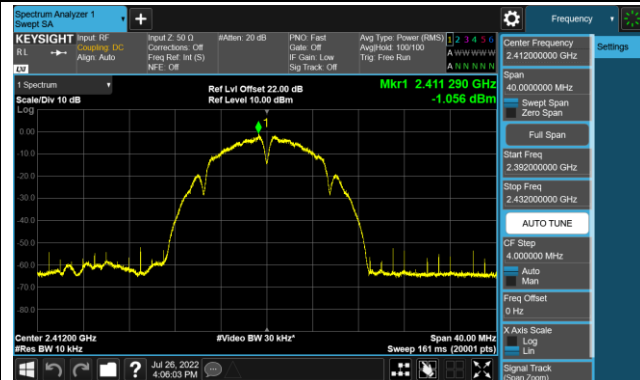 Spectrum Analyzer 1
Swept SA
Frequency
KEYSIGHT
RL
LXI
Input: RF
Coupling: DC
Align: Auto
Input Z: 50 Ω
Corrections: Off
Freq Ref: Int (S)
NFE: Off
#Atten: 20 dB
PNO: Fast
Gate: Off
IF Gain: Low
Sig Track: Off
Avg Type: Power (RMS)
Avg|Hold: 100/100
Trig: Free Run
1 2 3 4 5 6
A W W W W W
A N N N N N
Center Frequency
2.412000000 GHz
Settings
Span
40.0000000 MHz
Swept Span
Zero Span
Full Span
Start Freq
2.392000000 GHz
Stop Freq
2.432000000 GHz
AUTO TUNE
CF Step
4.000000 MHz
Auto
Man
Freq Offset
0 Hz
X Axis Scale
Log
Lin
Signal Track
(Span Zoom)
1 Spectrum
Scale/Div 10 dB
Log
Ref Lvl Offset 22.00 dB
Ref Level 10.00 dBm
Mkr1 2.411 290 GHz
-1.056 dBm
1
0.00
-10.0
-20.0
-30.0
-40.0
-50.0
-60.0
-70.0
-80.0
Center 2.41200 GHz
#Res BW 10 kHz
#Video BW 30 kHz*
Span 40.00 MHz
Sweep 161 ms (20001 pts)
?
Jul 26, 2022
4:06:03 PM